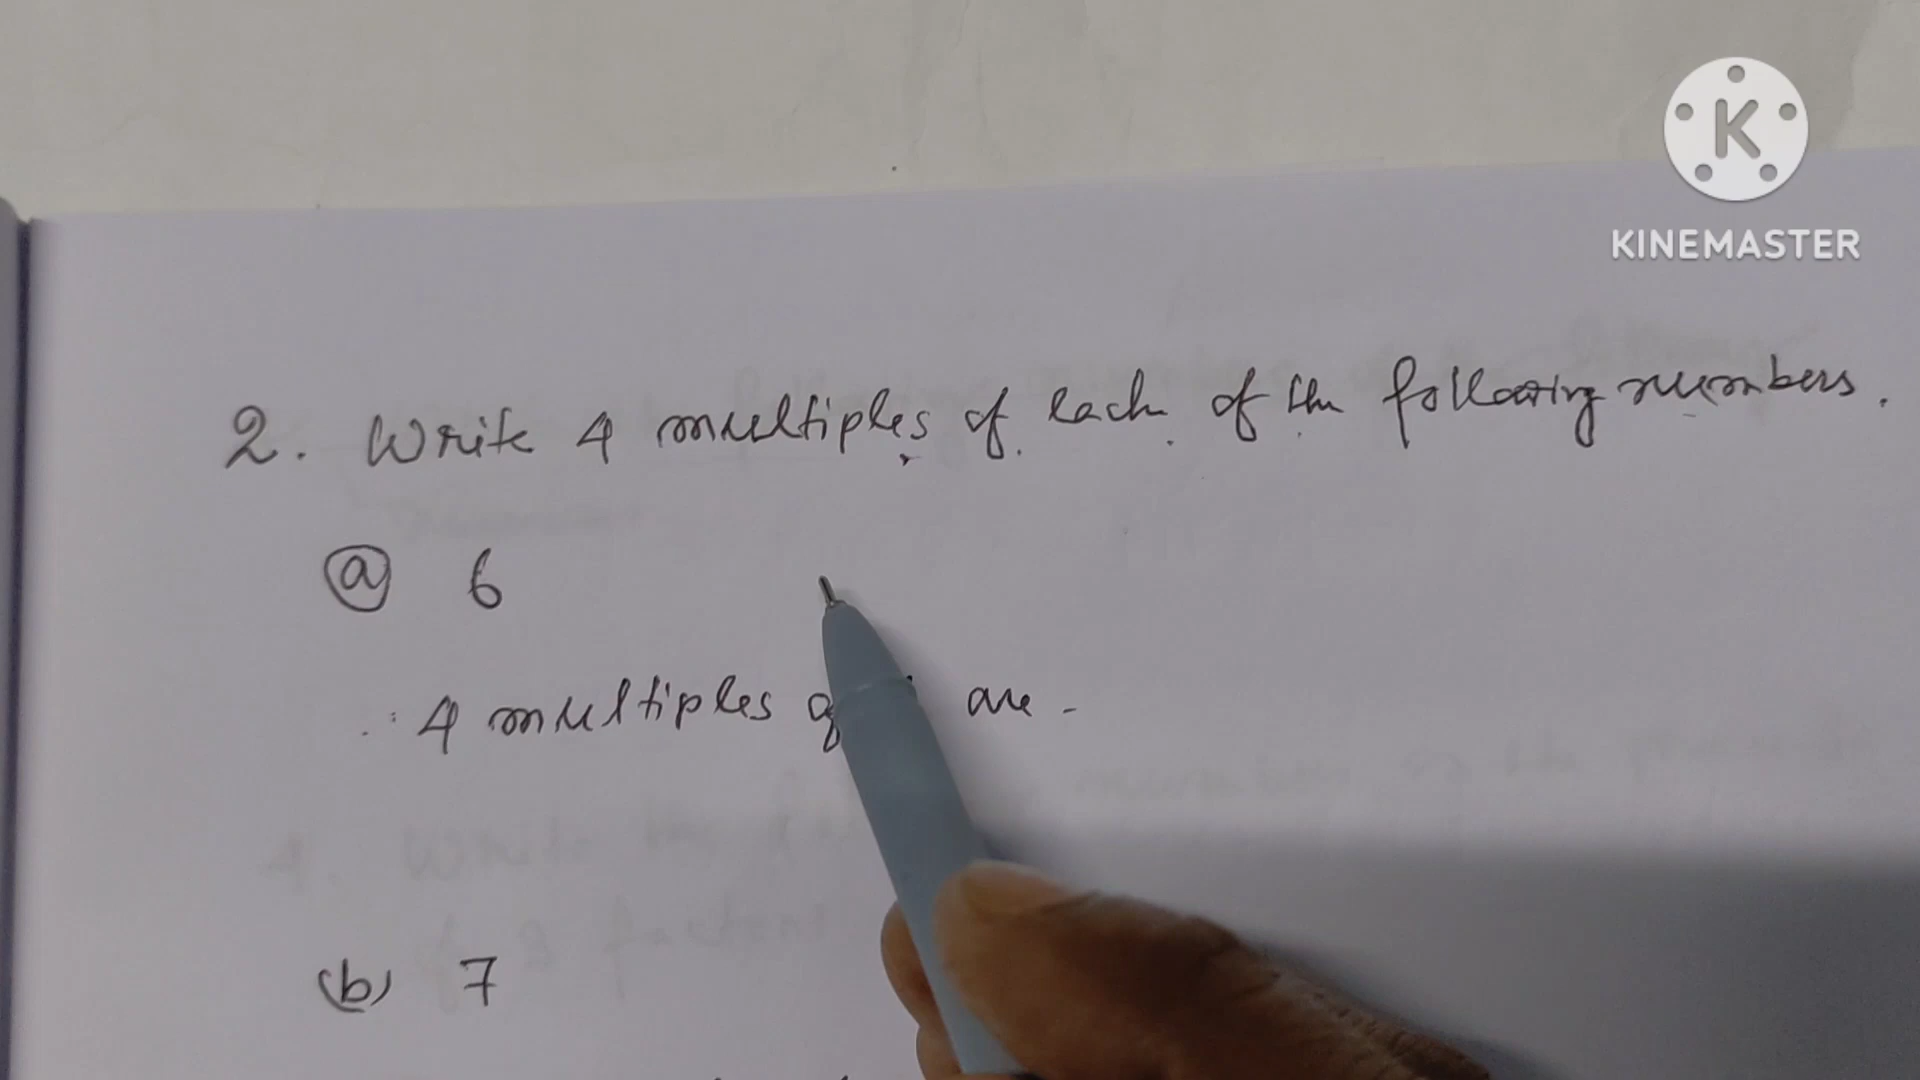 K
KINEMASTER
2. Write 4 multiples of each of the following numbers.
(a) 6
∴ 4 multiples of are -
(b) 7